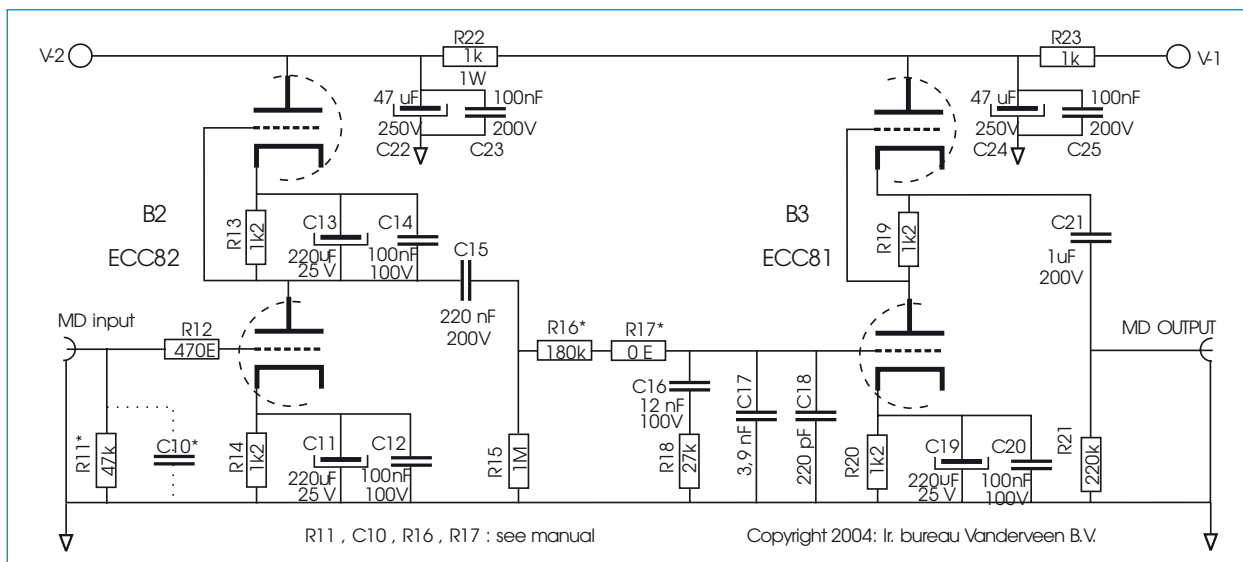 V-2
R22
1k
1W
R23
1k
V-1
47 uF
250V
C22
100nF
200V
C23
47 uF
250V
C24
100nF
200V
C25
B2
ECC82
R13
1k2
C13
220uF
25 V
C14
100nF
100V
C15
220 nF
200V
B3
ECC81
R19
1k2
C21
1uF
200V
MD input
R12
470E
R16*
180k
R17*
0 E
MD OUTPUT
R11*
47k
C10*
R14
1k2
C11
220uF
25 V
C12
100nF
100V
R15
1M
C16
12 nF
100V
R18
27k
C17
3,9 nF
C18
220 pF
R20
1k2
C19
220uF
25 V
C20
100nF
100V
R21
220k
R11 , C10 , R16 , R17 : see manual
Copyright 2004: Ir. bureau Vanderveen B.V.